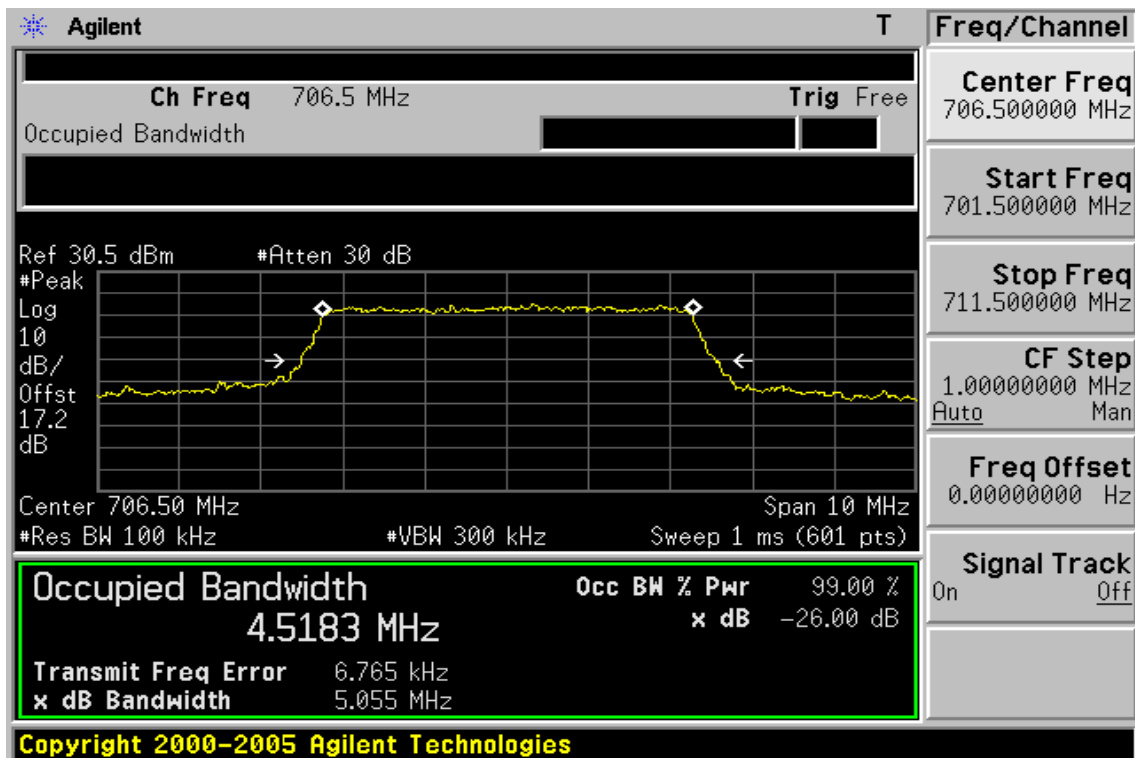 Agilent T
Ch Freq 706.5 MHz Trig Free
Occupied Bandwidth
Ref 30.5 dBm #Atten 30 dB
#Peak
Log
10
dB/
Offst
17.2
dB
Center 706.50 MHz Span 10 MHz
#Res BW 100 kHz #VBW 300 kHz Sweep 1 ms (601 pts)
Occupied Bandwidth
4.5183 MHz
Occ BW % Pwr 99.00 %
x dB -26.00 dB
Transmit Freq Error 6.765 kHz
x dB Bandwidth 5.055 MHz
Copyright 2000-2005 Agilent Technologies
Freq/Channel
Center Freq
706.500000 MHz
Start Freq
701.500000 MHz
Stop Freq
711.500000 MHz
CF Step
1.00000000 MHz
Auto Man
Freq Offset
0.00000000 Hz
Signal Track
On Off